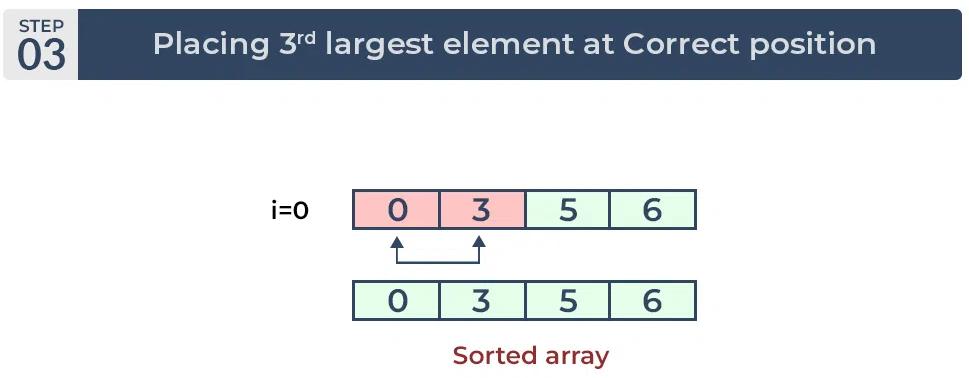 STEP
03
Placing 3rd largest element at Correct position
i=0 0 3 5 6
0 3 5 6
Sorted array